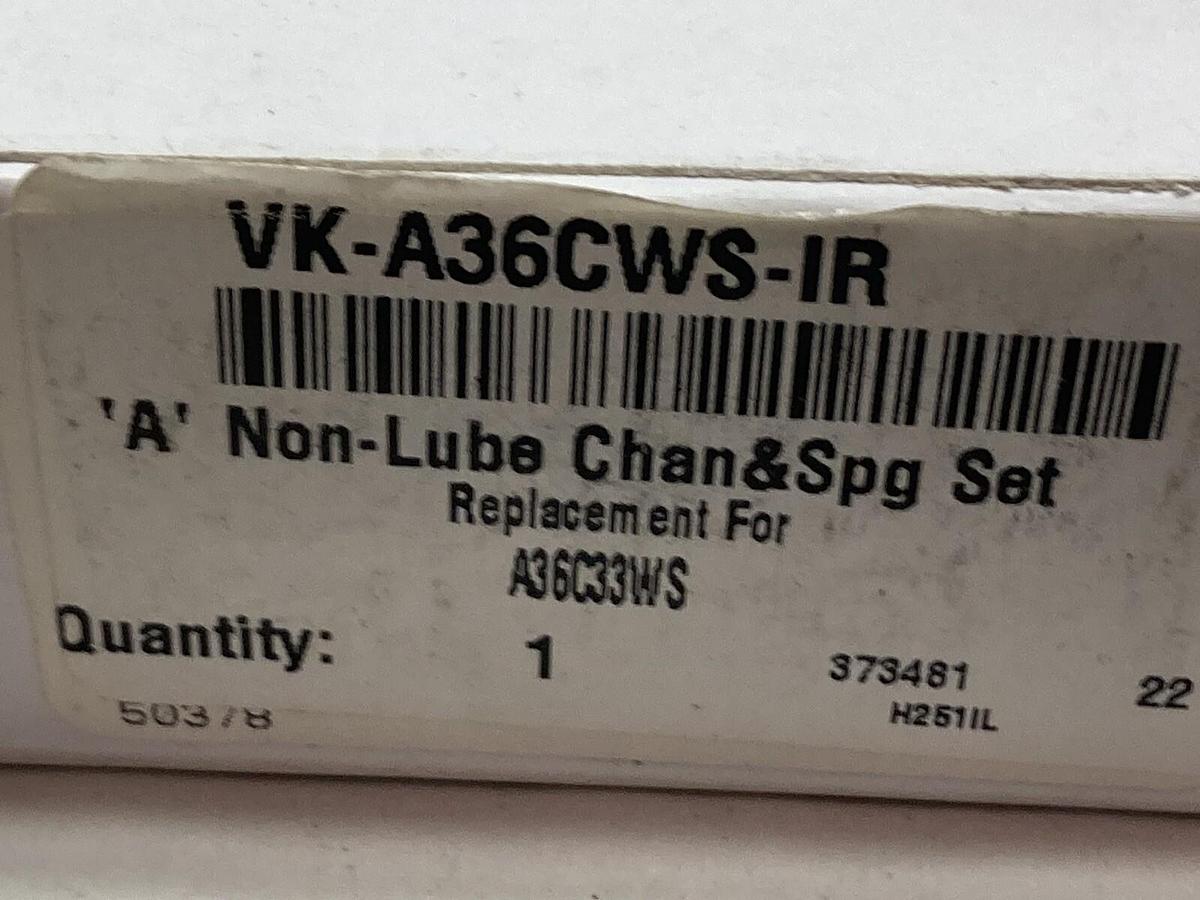 VK-A36CWS-IR
'A' Non-Lube Chan&Spg Set
Replacement For
A36C33WS
Quantity: 1
373481 22
50378 H251IL